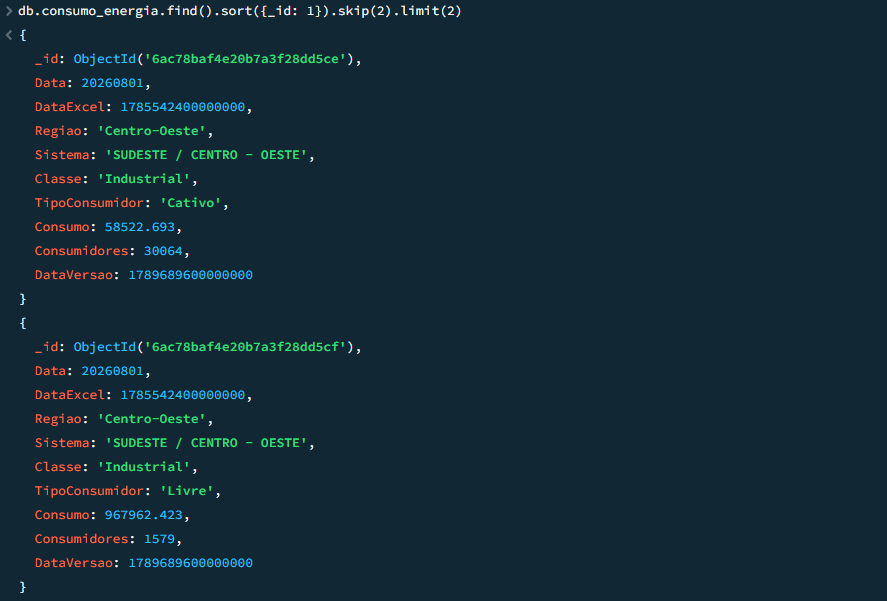 > db.consumo_energia.find().sort({_id: 1}).skip(2).limit(2)
< {
_id: ObjectId('6ac78baf4e20b7a3f28dd5ce'),
Data: 20260801,
DataExcel: 1785542400000000,
Regiao: 'Centro-Oeste',
Sistema: 'SUDESTE / CENTRO - OESTE',
Classe: 'Industrial',
TipoConsumidor: 'Cativo',
Consumo: 58522.693,
Consumidores: 30064,
DataVersao: 1789689600000000
}
{
_id: ObjectId('6ac78baf4e20b7a3f28dd5cf'),
Data: 20260801,
DataExcel: 1785542400000000,
Regiao: 'Centro-Oeste',
Sistema: 'SUDESTE / CENTRO - OESTE',
Classe: 'Industrial',
TipoConsumidor: 'Livre',
Consumo: 967962.423,
Consumidores: 1579,
DataVersao: 1789689600000000
}